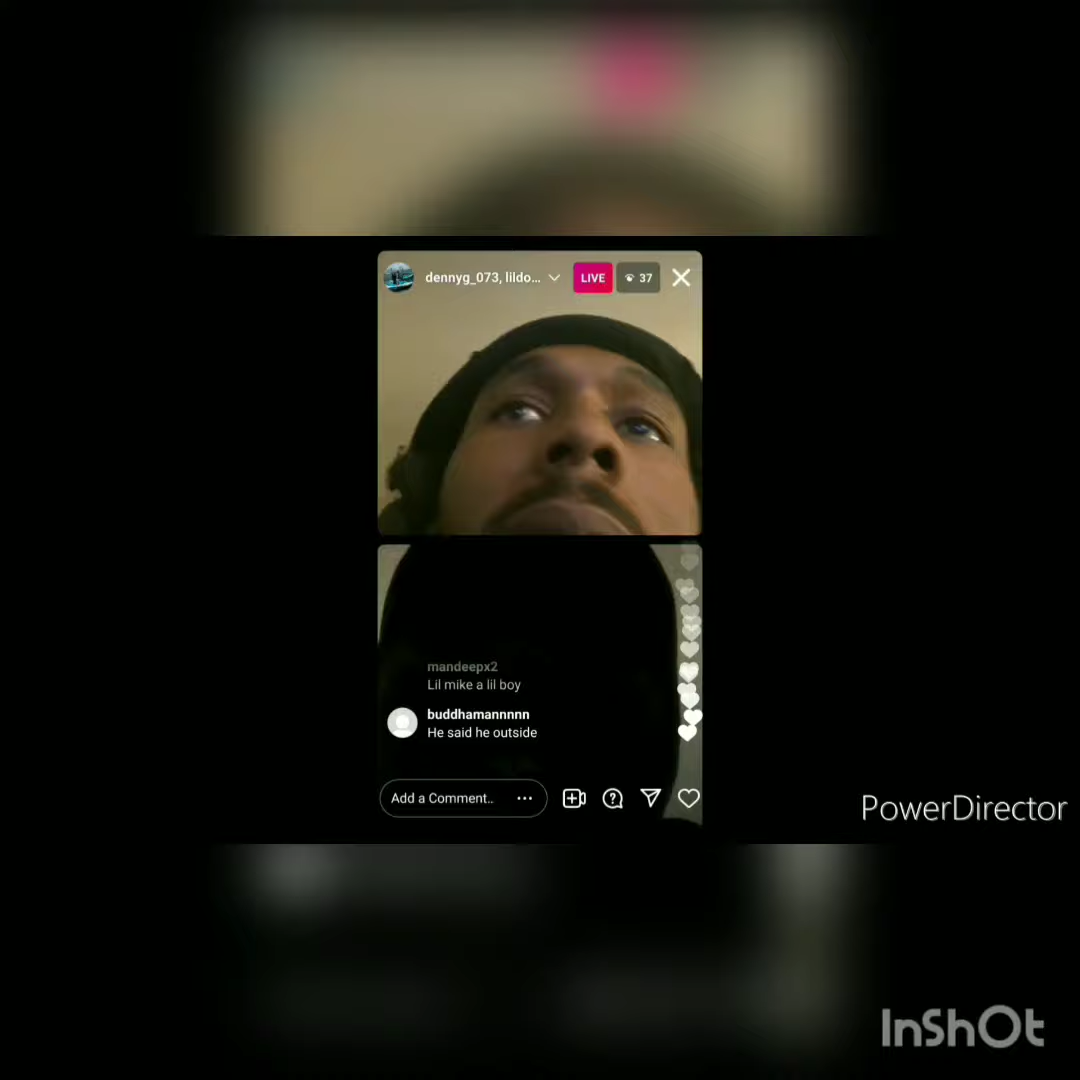 dennyg_073, lildo...
LIVE
37
mandeepx2
Lil mike a lil boy
buddhamannnnn
He said he outside
Add a Comment..
PowerDirector
InShOt